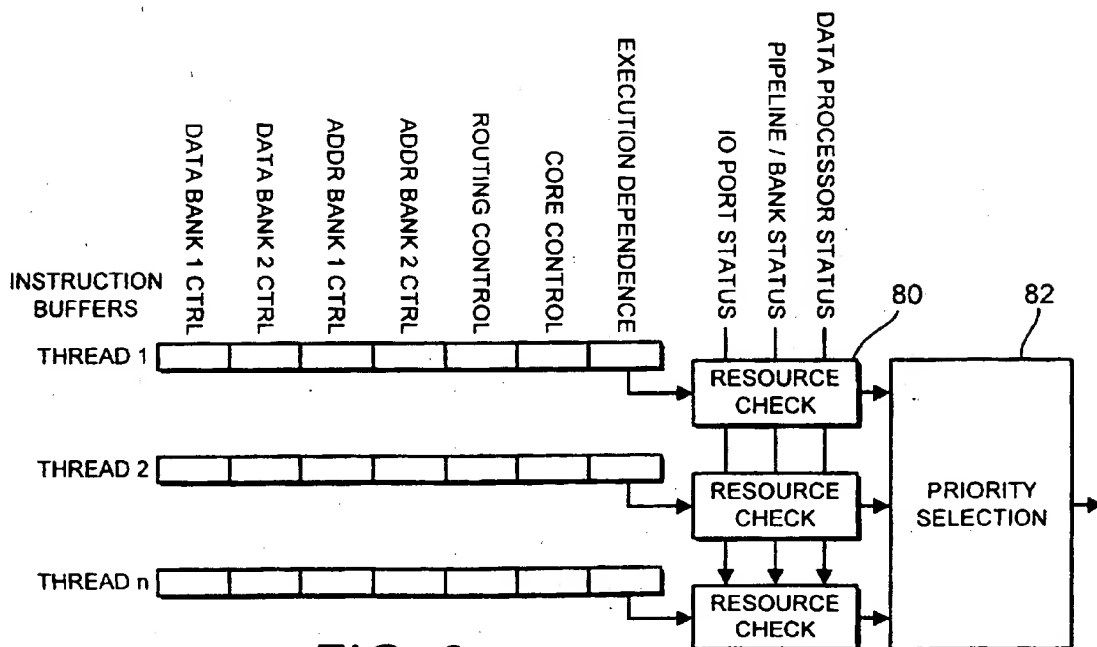 DATA BANK 1 CTRL
DATA BANK 2 CTRL
ADDR BANK 1 CTRL
ADDR BANK 2 CTRL
ROUTING CONTROL
CORE CONTROL
EXECUTION DEPENDENCE
IO PORT STATUS
PIPELINE / BANK STATUS
DATA PROCESSOR STATUS
INSTRUCTION
BUFFERS
80
82
THREAD 1
RESOURCE
CHECK
THREAD 2
RESOURCE
CHECK
PRIORITY
SELECTION
THREAD n
RESOURCE
CHECK